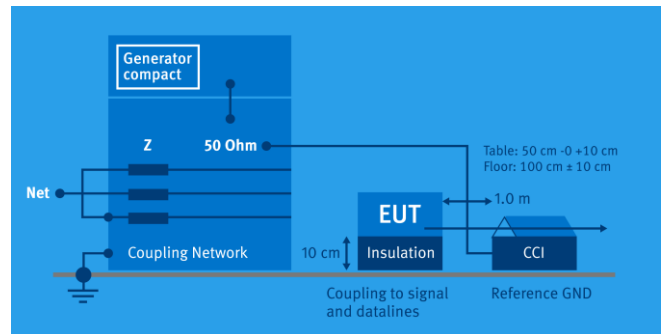 Generator
compact
Z
50 Ohm
Table: 50 cm -0 +10 cm
Floor: 100 cm ± 10 cm
Net
1.0 m
EUT
Coupling Network
10 cm
Insulation
CCI
Coupling to signal
and datalines
Reference GND